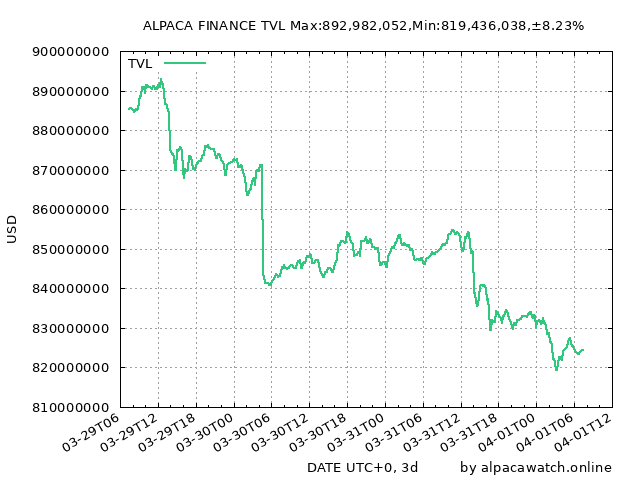 ALPACA FINANCE TVL Max:892,982,052,Min:819,436,038,±8.23%
TVL
USD
900000000
890000000
880000000
870000000
860000000
850000000
840000000
830000000
820000000
810000000
03-29T06
03-29T12
03-29T18
03-30T00
03-30T06
03-30T12
03-30T18
03-31T00
03-31T06
03-31T12
03-31T18
04-01T00
04-01T06
04-01T12
DATE UTC+0, 3d
by alpacawatch.online